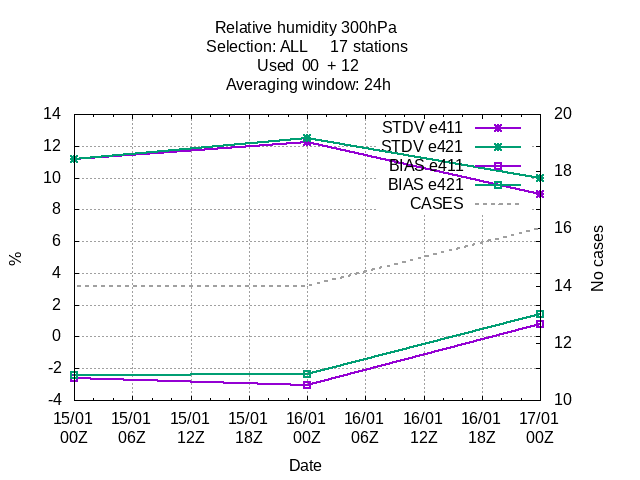 Relative humidity 300hPa
Selection: ALL     17 stations
Used  00  + 12
Averaging window: 24h
14
12
10
8
6
4
2
0
-2
-4
20
18
16
14
12
10
STDV e411
STDV e421
BIAS e411
BIAS e421
CASES
%
No cases
15/01 15/01 15/01 15/01 16/01 16/01 16/01 16/01 17/01
00Z 06Z 12Z 18Z 00Z 06Z 12Z 18Z 00Z
Date